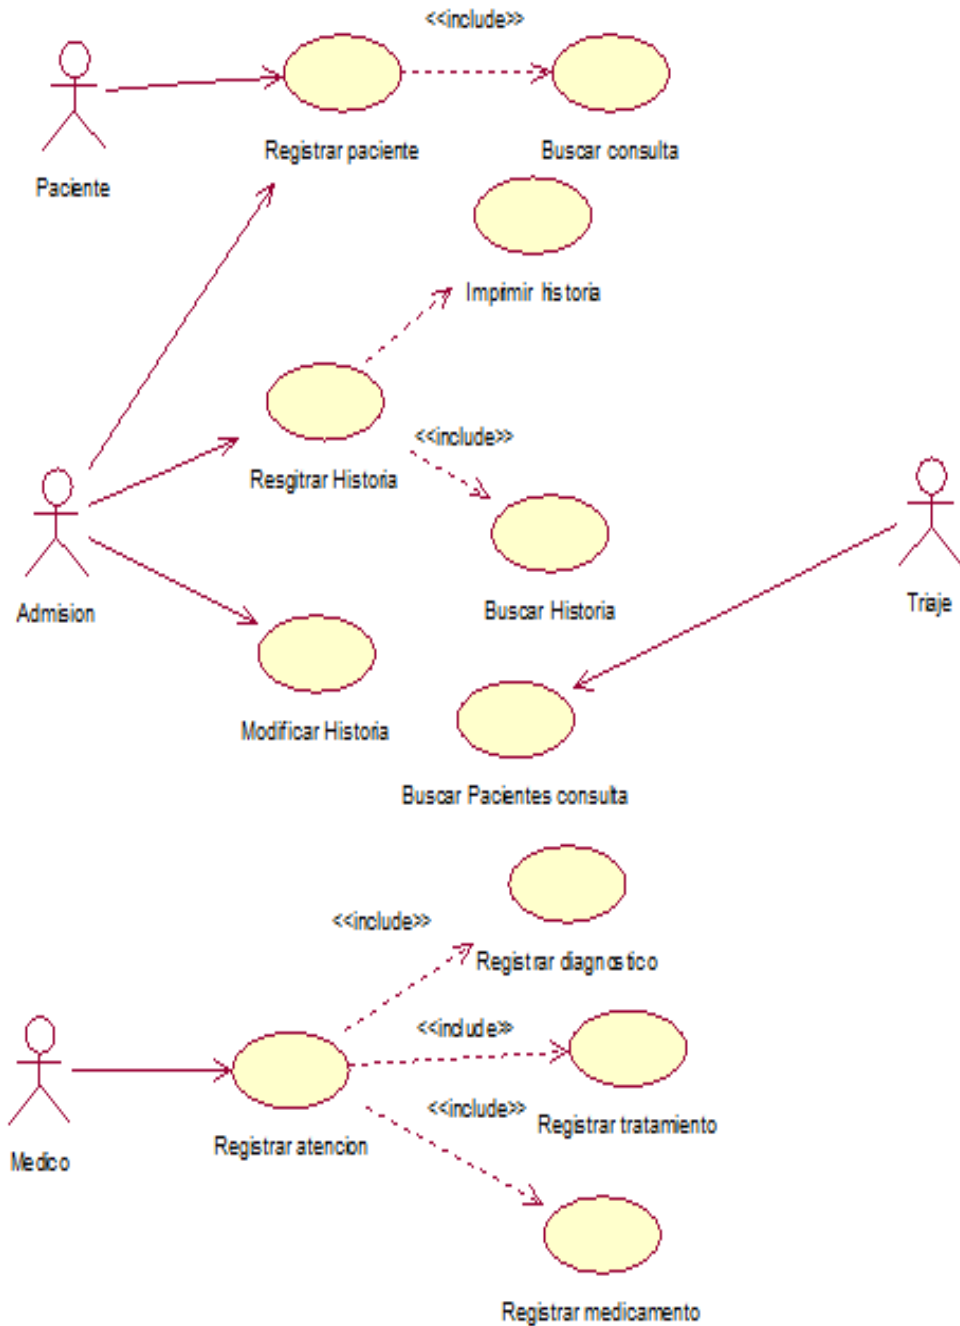 <<include>>
Registrar paciente
Buscar consulta
Paciente
Imprimir historia
<<include>>
Resgitrar Historia
Buscar Historia
Triaje
Admision
Modificar Historia
Buscar Pacientes consulta
<<include>>
Registrar diagnostico
<<include>>
<<include>>
Registrar tratamiento
Registrar atencion
Medico
Registrar medicamento